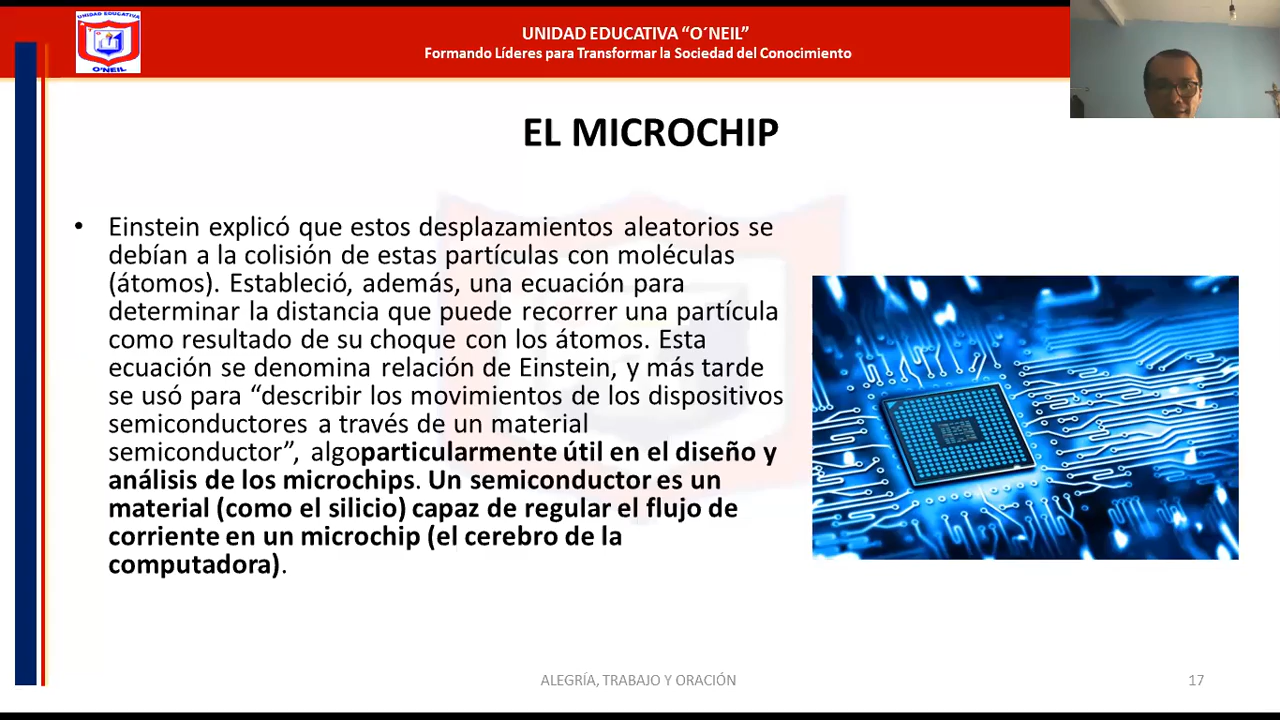 UNIDAD EDUCATIVA
O´NEIL
UNIDAD EDUCATIVA “O´NEIL”
Formando Líderes para Transformar la Sociedad del Conocimiento
EL MICROCHIP
• Einstein explicó que estos desplazamientos aleatorios se
debían a la colisión de estas partículas con moléculas
(átomos). Estableció, además, una ecuación para
determinar la distancia que puede recorrer una partícula
como resultado de su choque con los átomos. Esta
ecuación se denomina relación de Einstein, y más tarde
se usó para “describir los movimientos de los dispositivos
semiconductores a través de un material
semiconductor”, algoparticularmente útil en el diseño y
análisis de los microchips. Un semiconductor es un
material (como el silicio) capaz de regular el flujo de
corriente en un microchip (el cerebro de la
computadora).
ALEGRÍA, TRABAJO Y ORACIÓN
17